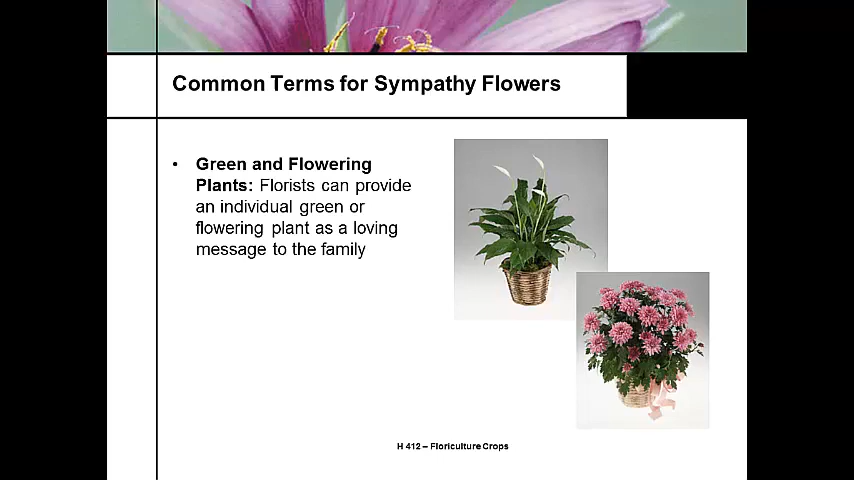 Common Terms for Sympathy Flowers
• Green and Flowering
Plants: Florists can provide
an individual green or
flowering plant as a loving
message to the family
H 412 – Floriculture Crops